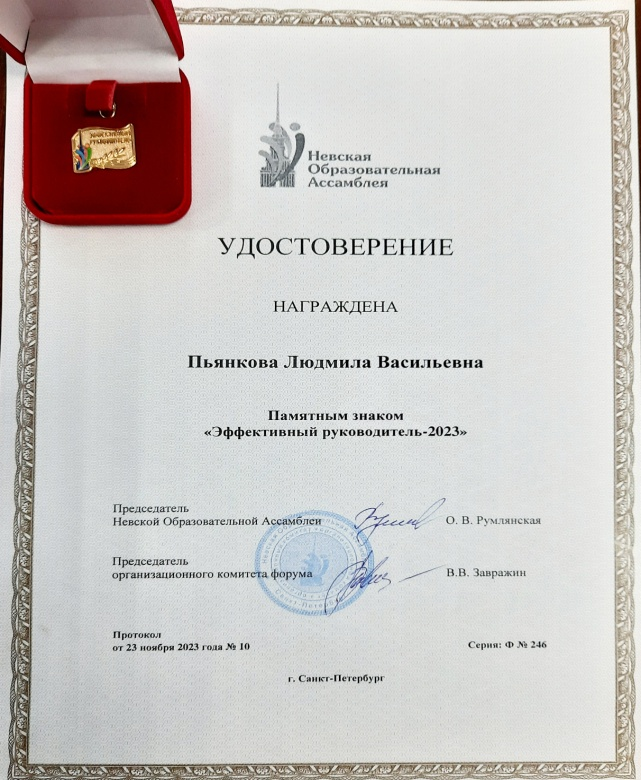 Невская
Образовательная
Ассамблея
УДОСТОВЕРЕНИЕ
НАГРАЖДЕНА
Пьянкова Людмила Васильевна
Памятным знаком
«Эффективный руководитель-2023»
Председатель
Невской Образовательной Ассамблеи
О. В. Румлянская
Председатель
организационного комитета форума
В.В. Завражин
Протокол
от 23 ноября 2023 года № 10
Серия: Ф № 246
г. Санкт-Петербург